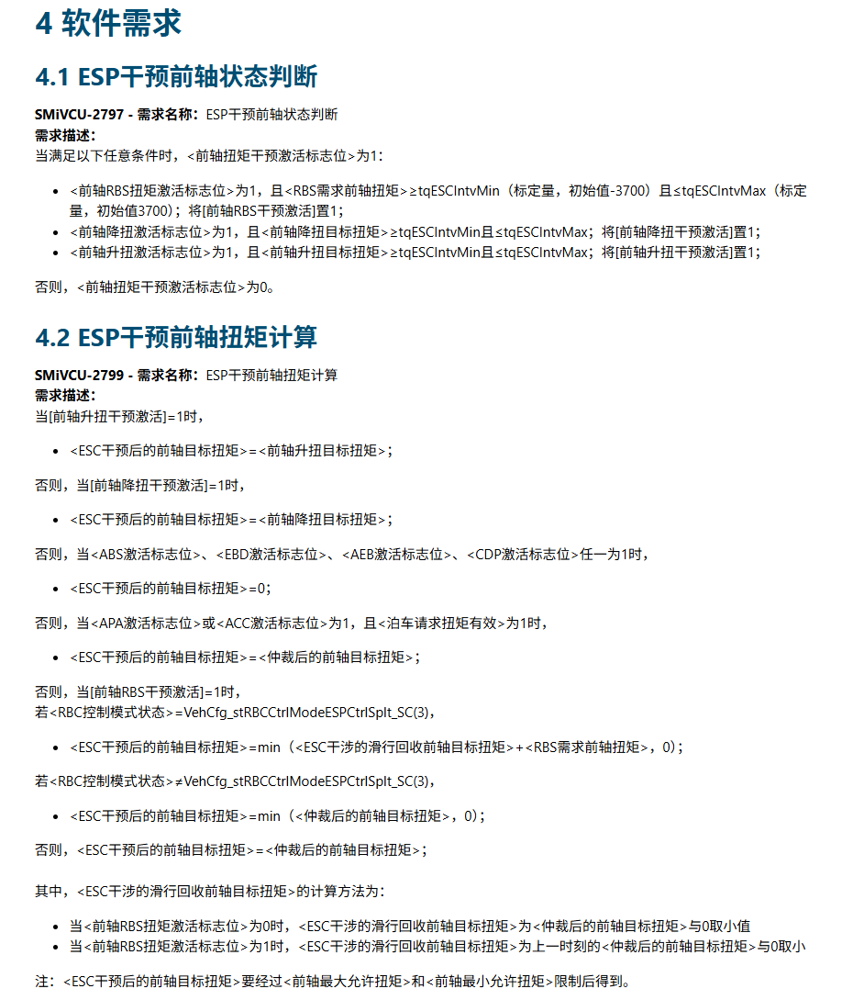 4 软件需求
4.1 ESP干预前轴状态判断
SMiVCU-2797 - 需求名称：ESP干预前轴状态判断
需求描述：
当满足以下任意条件时，<前轴扭矩干预激活标志位>为1：
• <前轴RBS扭矩激活标志位>为1，且<RBS需求前轴扭矩>≥tqESCIntvMin（标定量，初始值-3700）且≤tqESCIntvMax（标定
量，初始值3700）；将[前轴RBS干预激活]置1；
• <前轴降扭激活标志位>为1，且<前轴降扭目标扭矩>≥tqESCIntvMin且≤tqESCIntvMax；将[前轴降扭干预激活]置1；
• <前轴升扭激活标志位>为1，且<前轴升扭目标扭矩>≥tqESCIntvMin且≤tqESCIntvMax；将[前轴升扭干预激活]置1；
否则，<前轴扭矩干预激活标志位>为0。
4.2 ESP干预前轴扭矩计算
SMiVCU-2799 - 需求名称：ESP干预前轴扭矩计算
需求描述：
当[前轴升扭干预激活]=1时，
• <ESC干预后的前轴目标扭矩>=<前轴升扭目标扭矩>；
否则，当[前轴降扭干预激活]=1时，
• <ESC干预后的前轴目标扭矩>=<前轴降扭目标扭矩>；
否则，当<ABS激活标志位>、<EBD激活标志位>、<AEB激活标志位>、<CDP激活标志位>任一为1时，
• <ESC干预后的前轴目标扭矩>=0；
否则，当<APA激活标志位>或<ACC激活标志位>为1，且<泊车请求扭矩有效>为1时，
• <ESC干预后的前轴目标扭矩>=<仲裁后的前轴目标扭矩>；
否则，当[前轴RBS干预激活]=1时，
若<RBC控制模式状态>=VehCfg_stRBCCtrlModeESPCtrlSplt_SC(3)，
• <ESC干预后的前轴目标扭矩>=min（<ESC干涉的滑行回收前轴目标扭矩>+<RBS需求前轴扭矩>，0）；
若<RBC控制模式状态>≠VehCfg_stRBCCtrlModeESPCtrlSplt_SC(3)，
• <ESC干预后的前轴目标扭矩>=min（<仲裁后的前轴目标扭矩>，0）；
否则，<ESC干预后的前轴目标扭矩>=<仲裁后的前轴目标扭矩>；
其中，<ESC干涉的滑行回收前轴目标扭矩>的计算方法为：
• 当<前轴RBS扭矩激活标志位>为0时，<ESC干涉的滑行回收前轴目标扭矩>为<仲裁后的前轴目标扭矩>与0取小值
• 当<前轴RBS扭矩激活标志位>为1时，<ESC干涉的滑行回收前轴目标扭矩>为上一时刻的<仲裁后的前轴目标扭矩>与0取小
注：<ESC干预后的前轴目标扭矩>要经过<前轴最大允许扭矩>和<前轴最小允许扭矩>限制后得到。